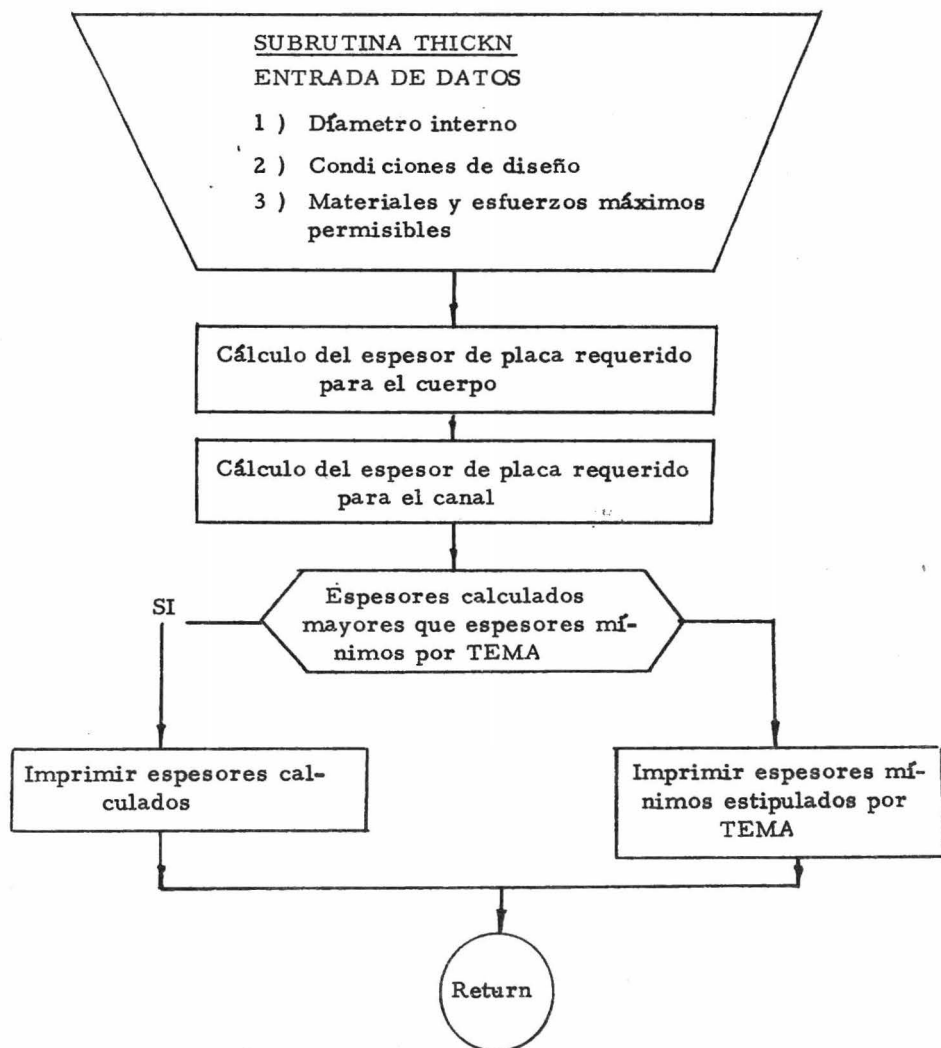 SUBRUTINA THICKN
ENTRADA DE DATOS
1 ) Díametro interno
2 ) Condiciones de diseño
3 ) Materiales y esfuerzos máximos
permisibles
Cálculo del espesor de placa requerido
para el cuerpo
Cálculo del espesor de placa requerido
para el canal
Espesores calculados
mayores que espesores mí-
nimos por TEMA
SI
Imprimir espesores cal-
culados
Imprimir espesores mí-
nimos estipulados por
TEMA
Return